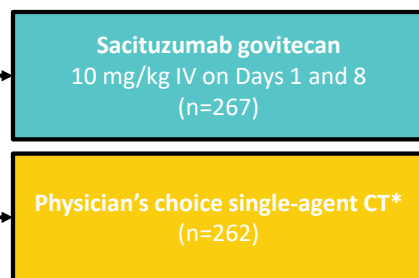 Sacituzumab govitecan
10 mg/kg IV on Days 1 and 8
(n=267)
Physician’s choice single-agent CT*
(n=262)